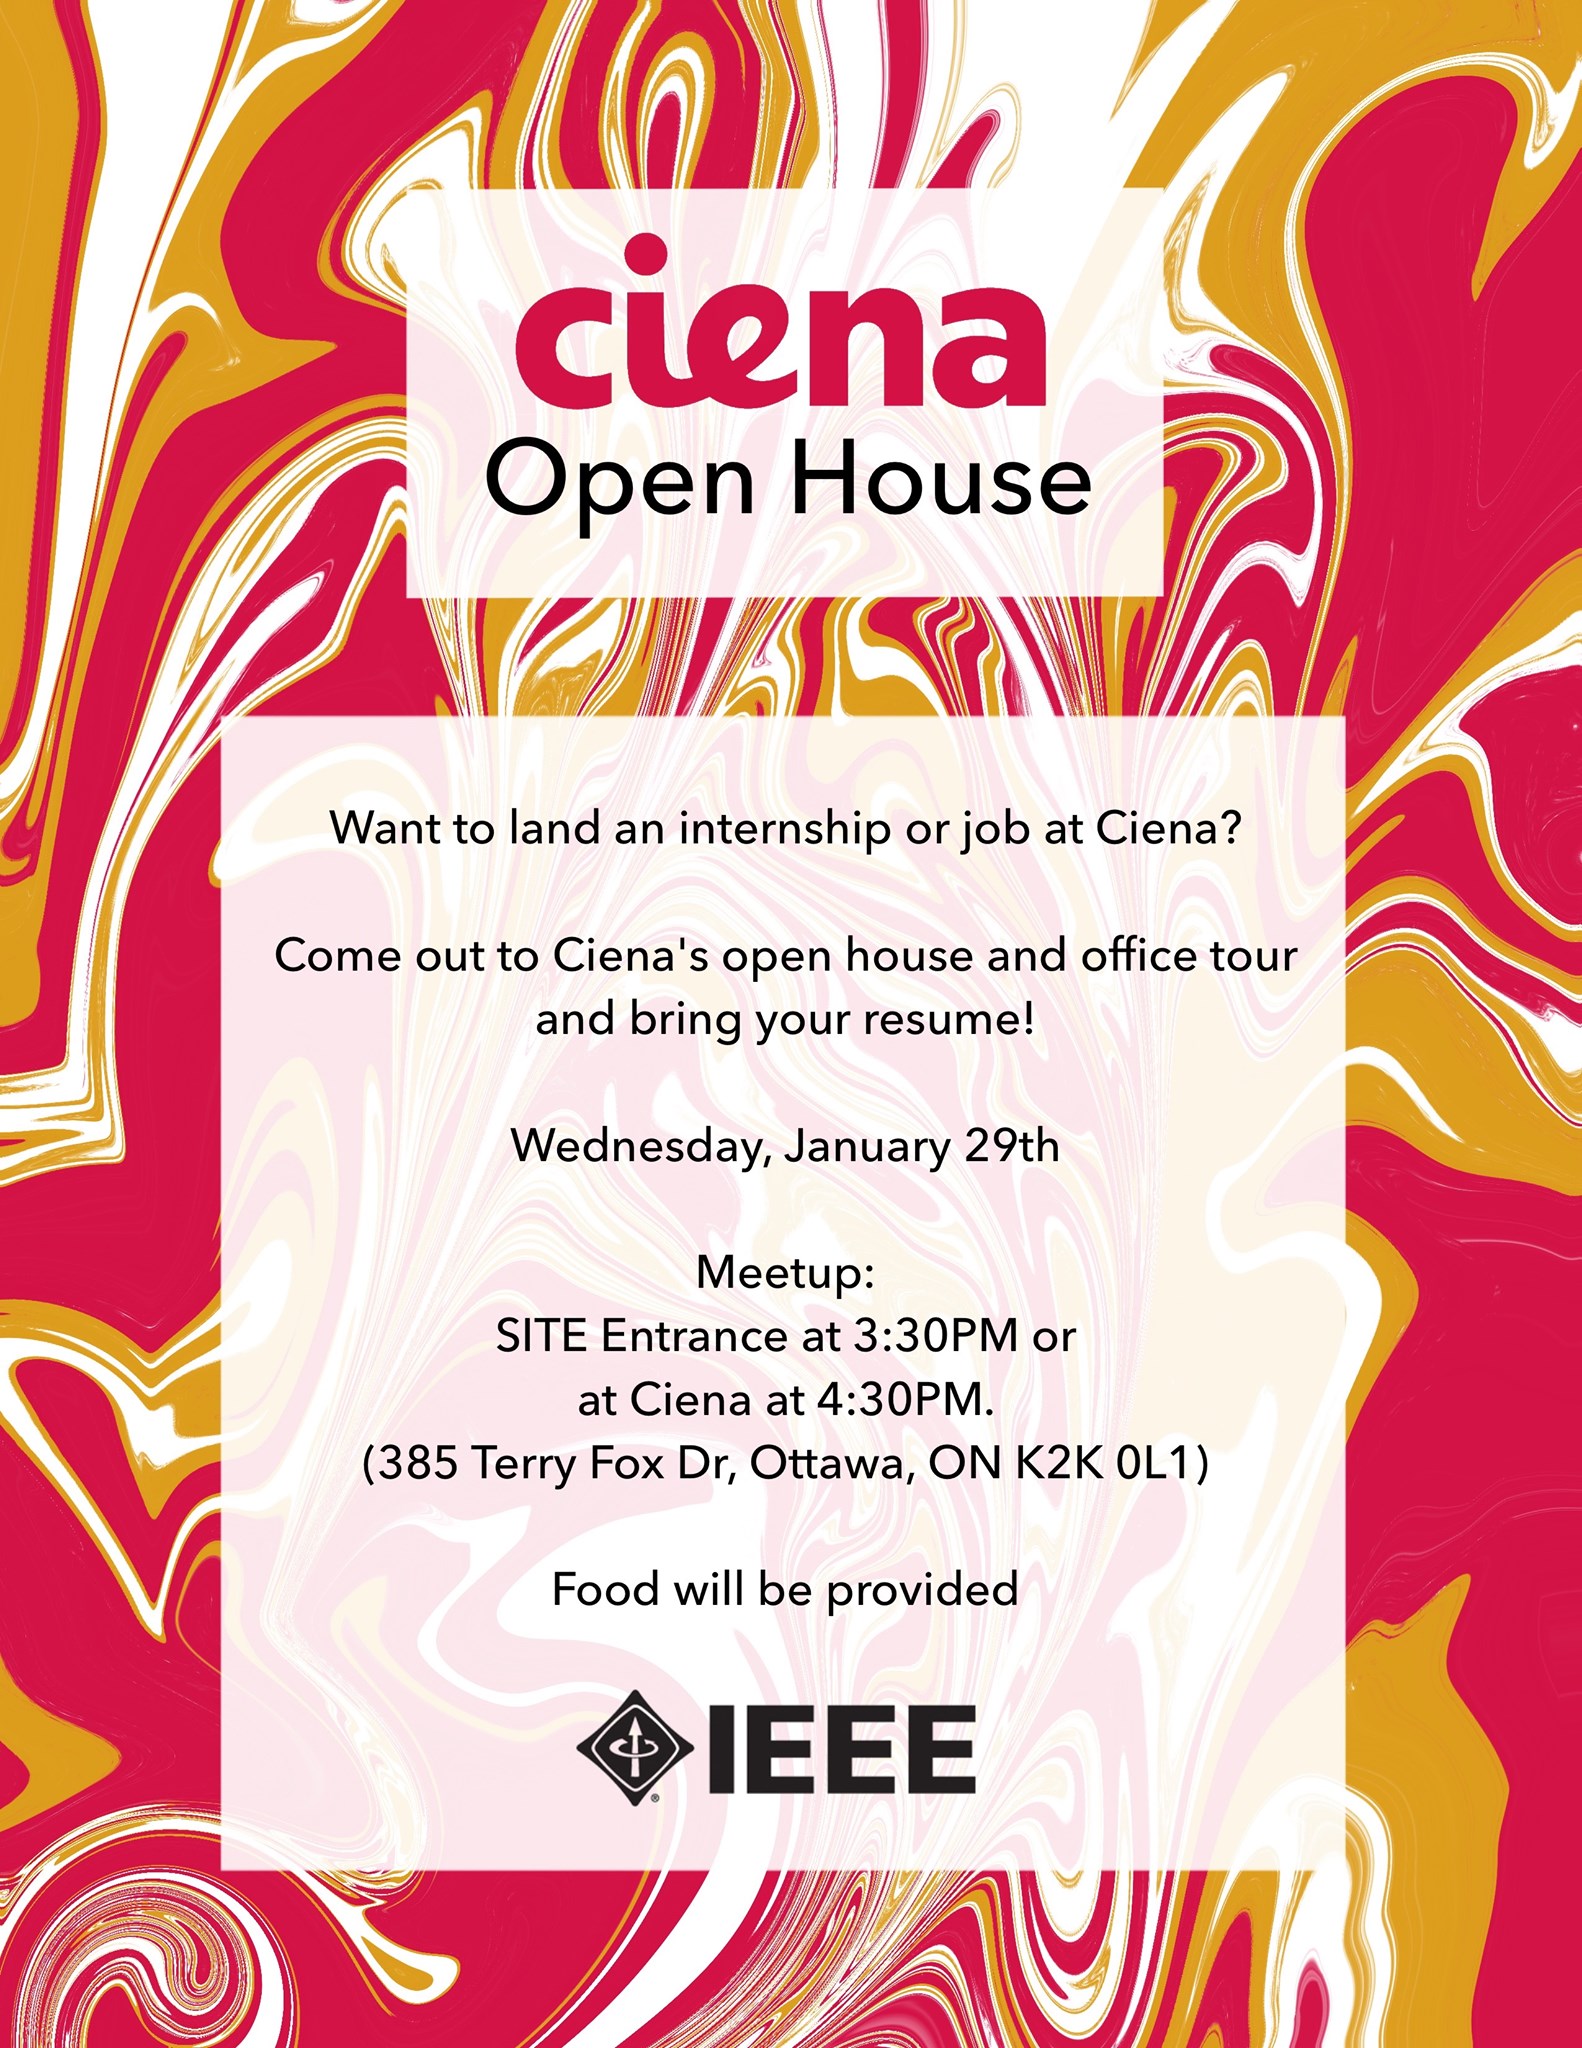 ciena
Open House
Want to land an internship or job at Ciena?
Come out to Ciena's open house and office tour
and bring your resume!
Wednesday, January 29th
Meetup:
SITE Entrance at 3:30PM or
at Ciena at 4:30PM.
(385 Terry Fox Dr, Ottawa, ON K2K 0L1)
Food will be provided
IEEE